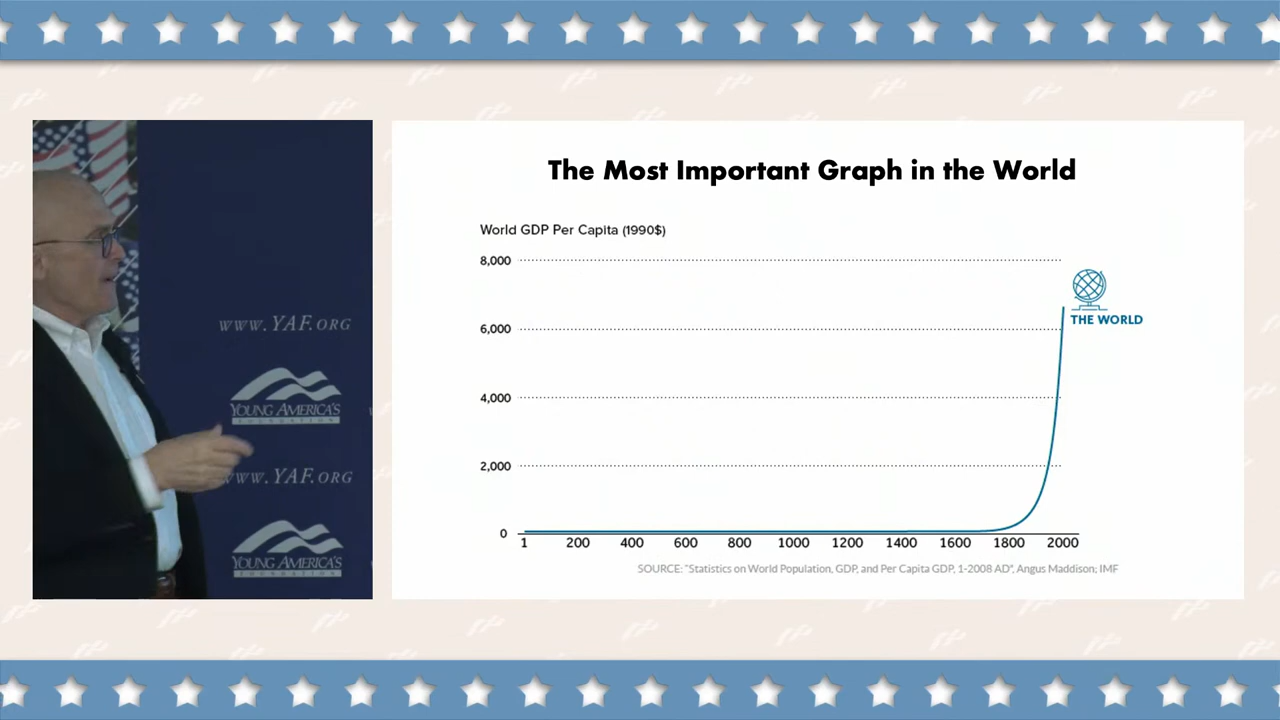 www.YAF.org
YOUNG AMERICA'S
FOUNDATION
www.YAF.org
YOUNG AMERICA'S
FOUNDATION
The Most Important Graph in the World
World GDP Per Capita (1990$)
8,000
THE WORLD
6,000
4,000
2,000
0
1 200 400 600 800 1000 1200 1400 1600 1800 2000
SOURCE: "Statistics on World Population, GDP, and Per Capita GDP, 1-2008 AD", Angus Maddison; IMF